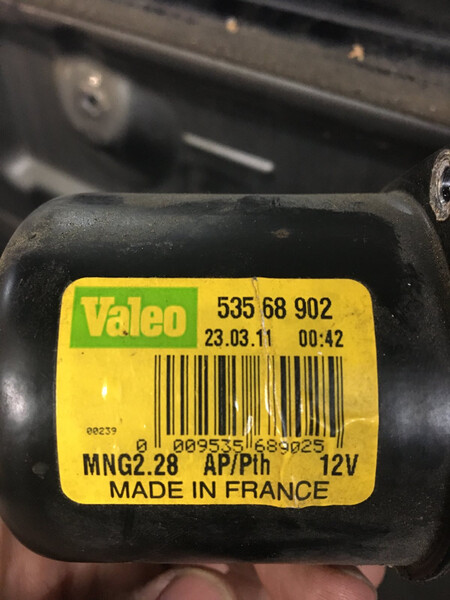 Valeo 535 68 902
23.03.11 00:42
00239
0 009535 689025
MNG2.28 AP/Pth 12V
MADE IN FRANCE